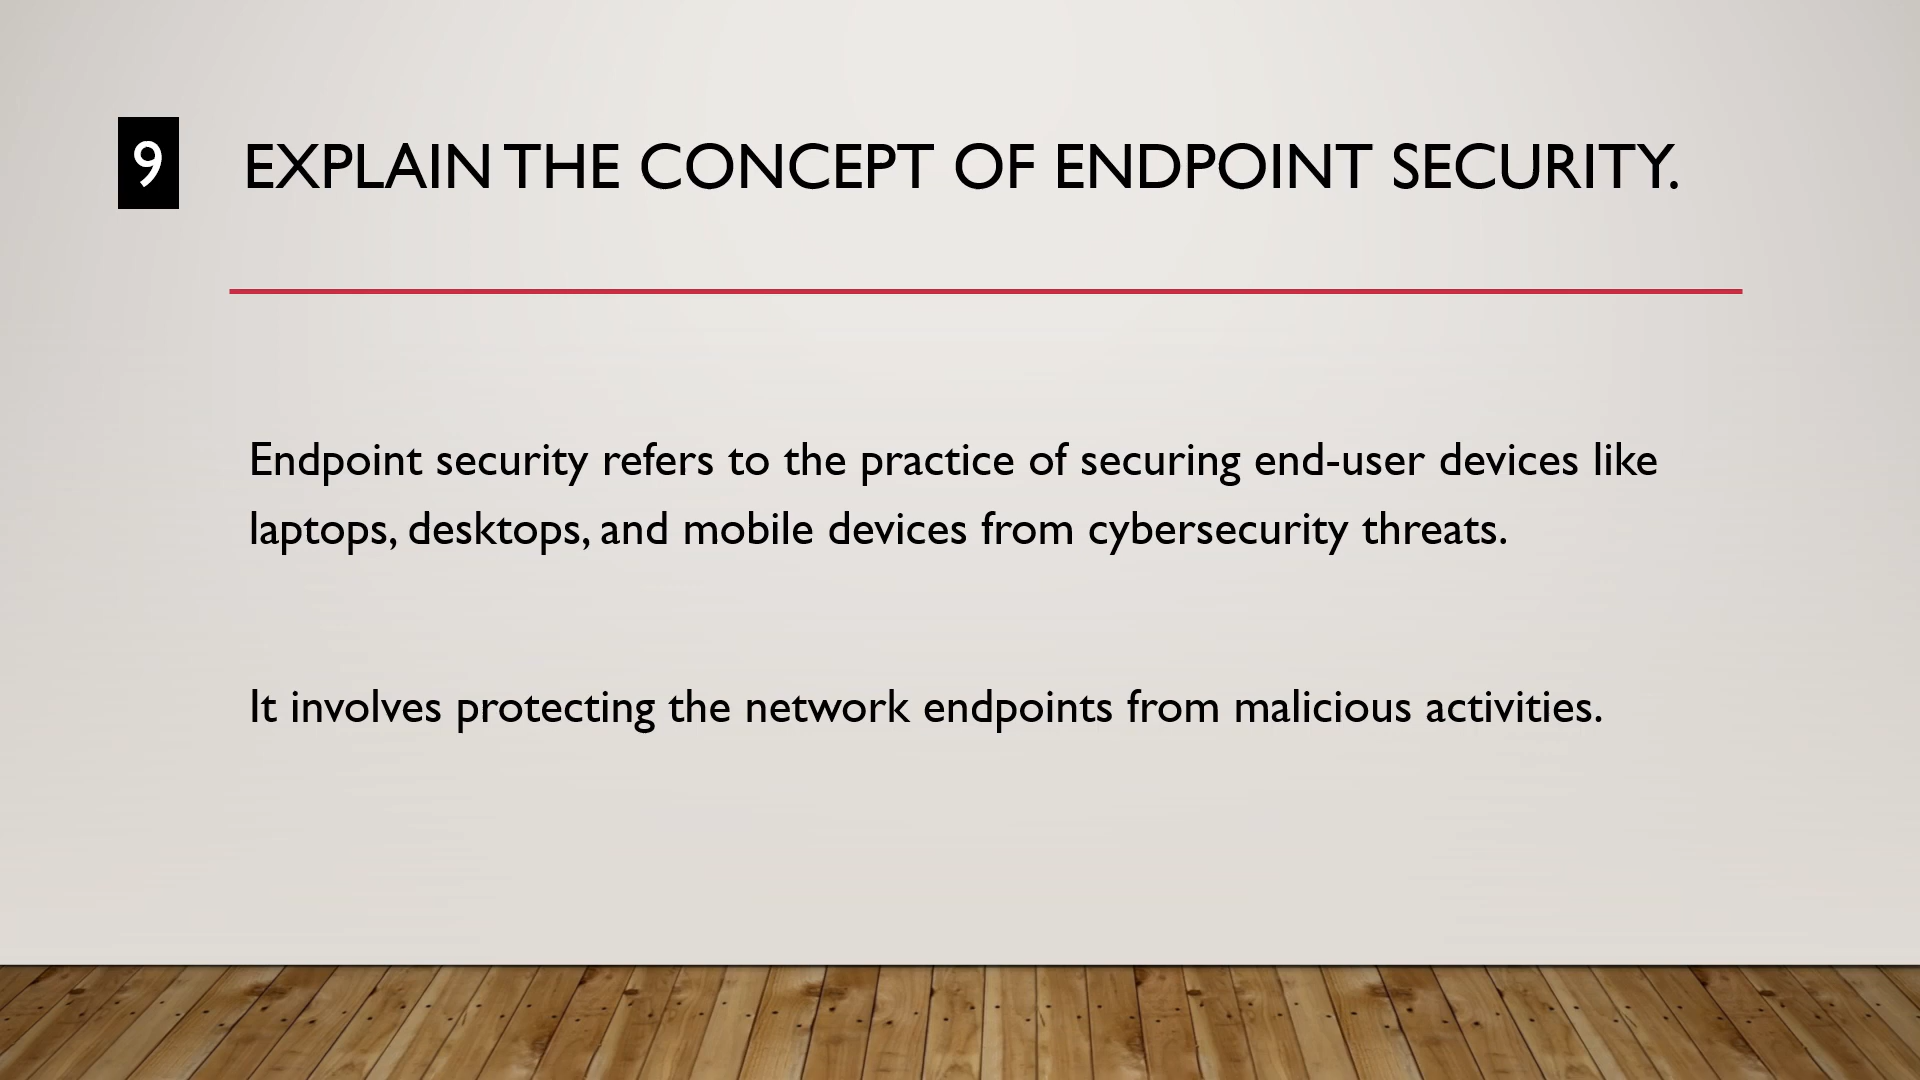 9
EXPLAIN THE CONCEPT OF ENDPOINT SECURITY.
Endpoint security refers to the practice of securing end-user devices like
laptops, desktops, and mobile devices from cybersecurity threats.
It involves protecting the network endpoints from malicious activities.